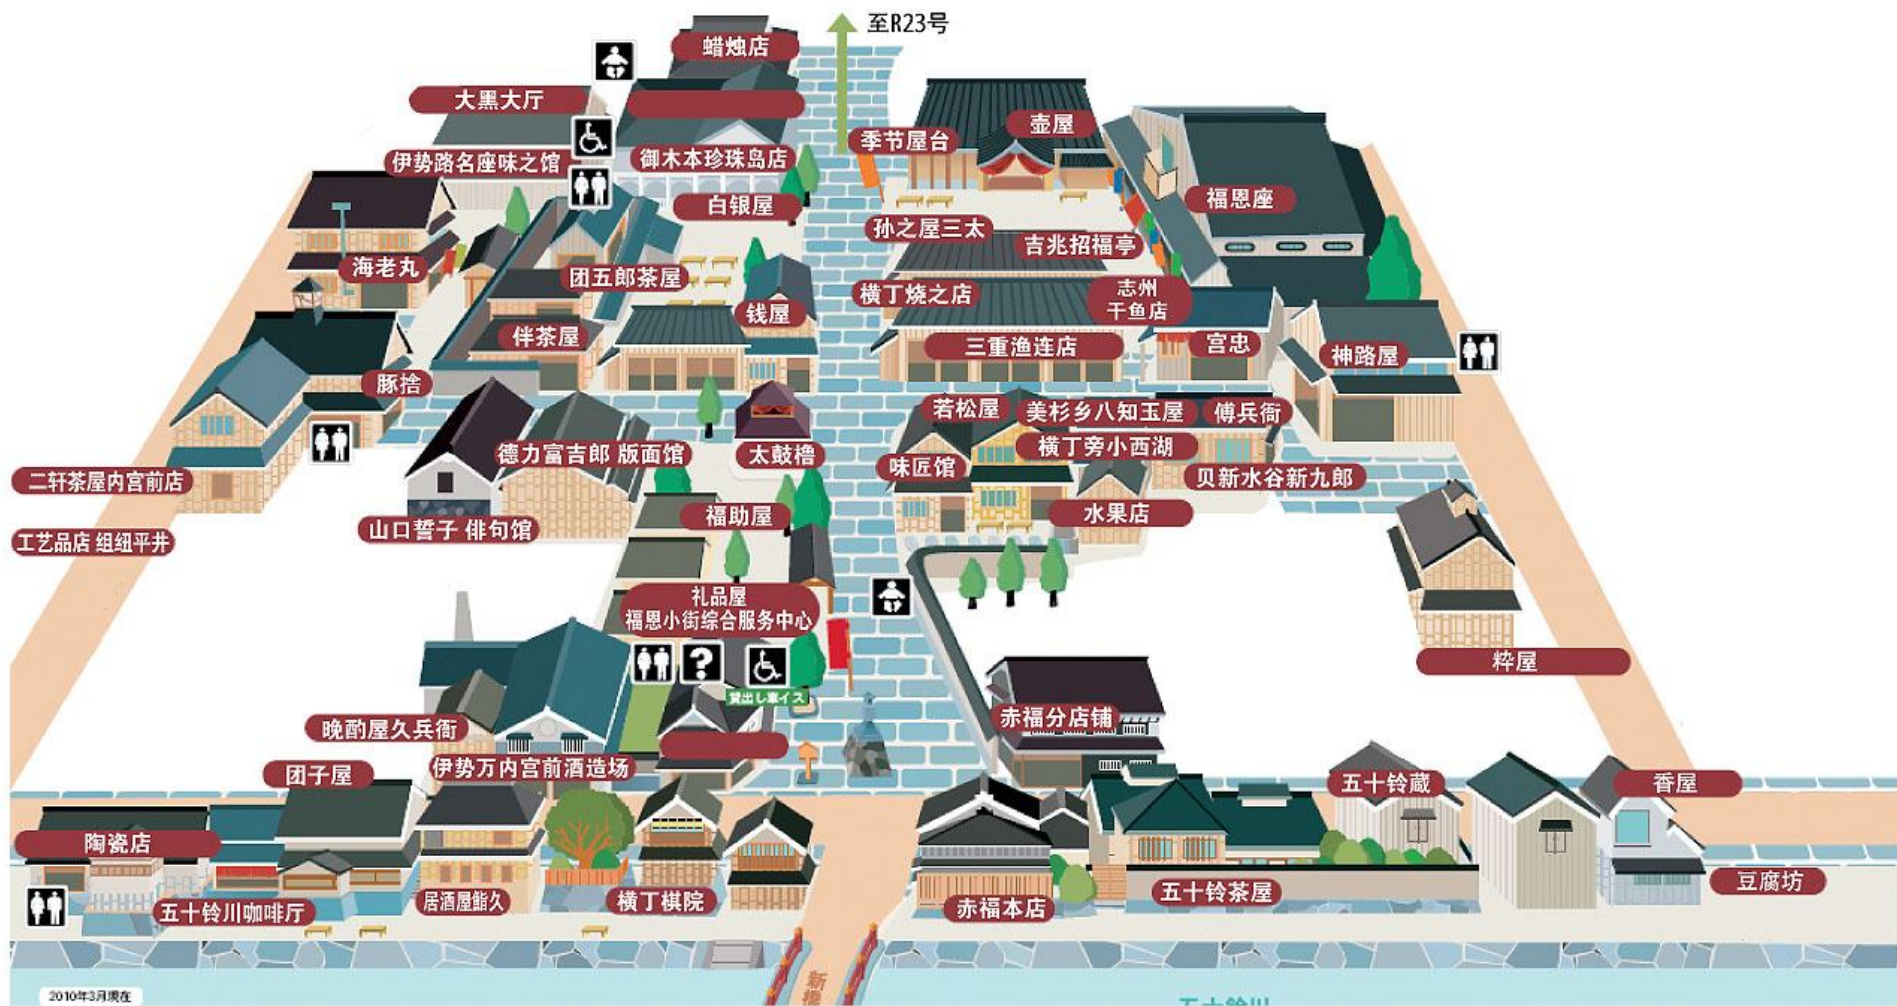 至R23号
蜡烛店
大黑大厅
季节屋台
壶屋
伊势路名座味之馆
御木本珍珠岛店
白银屋
福恩座
孙之屋三太
吉兆招福亭
海老丸
团五郎茶屋
横丁烧之店
志州
干鱼店
钱屋
伴茶屋
三重渔连店
宫忠
神路屋
豚捨
若松屋
美杉乡八知玉屋
傅兵衙
德力富吉郎 版面馆
太鼓橹
横丁旁小西湖
味匠馆
二轩茶屋内宫前店
贝新水谷新九郎
山口誓子 俳句馆
福助屋
水果店
工艺品店 组纽平井
礼品屋
福恩小街综合服务中心
?
貸出し車イス
粋屋
赤福分店铺
晚酌屋久兵衙
伊势万内宫前酒造场
团子屋
五十铃蔵
香屋
陶瓷店
豆腐坊
五十铃川咖啡厅
居酒屋鮨久
横丁棋院
赤福本店
五十铃茶屋
新橋
2010年3月現在
五十鈴川